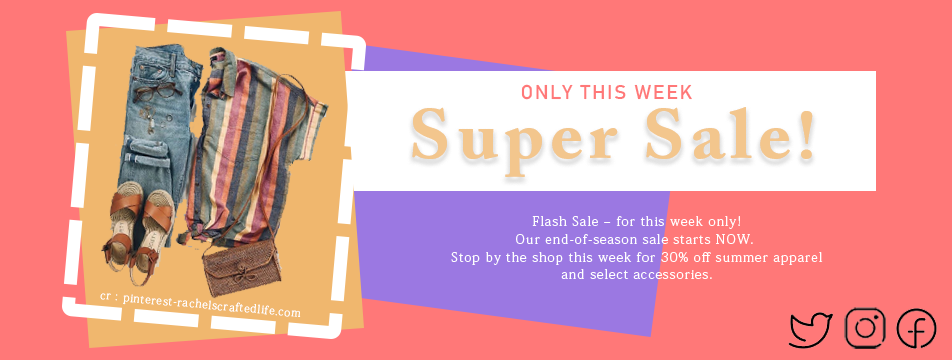 ONLY THIS WEEK
Super Sale!
Flash Sale – for this week only!
Our end-of-season sale starts NOW.
Stop by the shop this week for 30% off summer apparel
and select accessories.
cr : pinterest-rachelscraftedlife.com